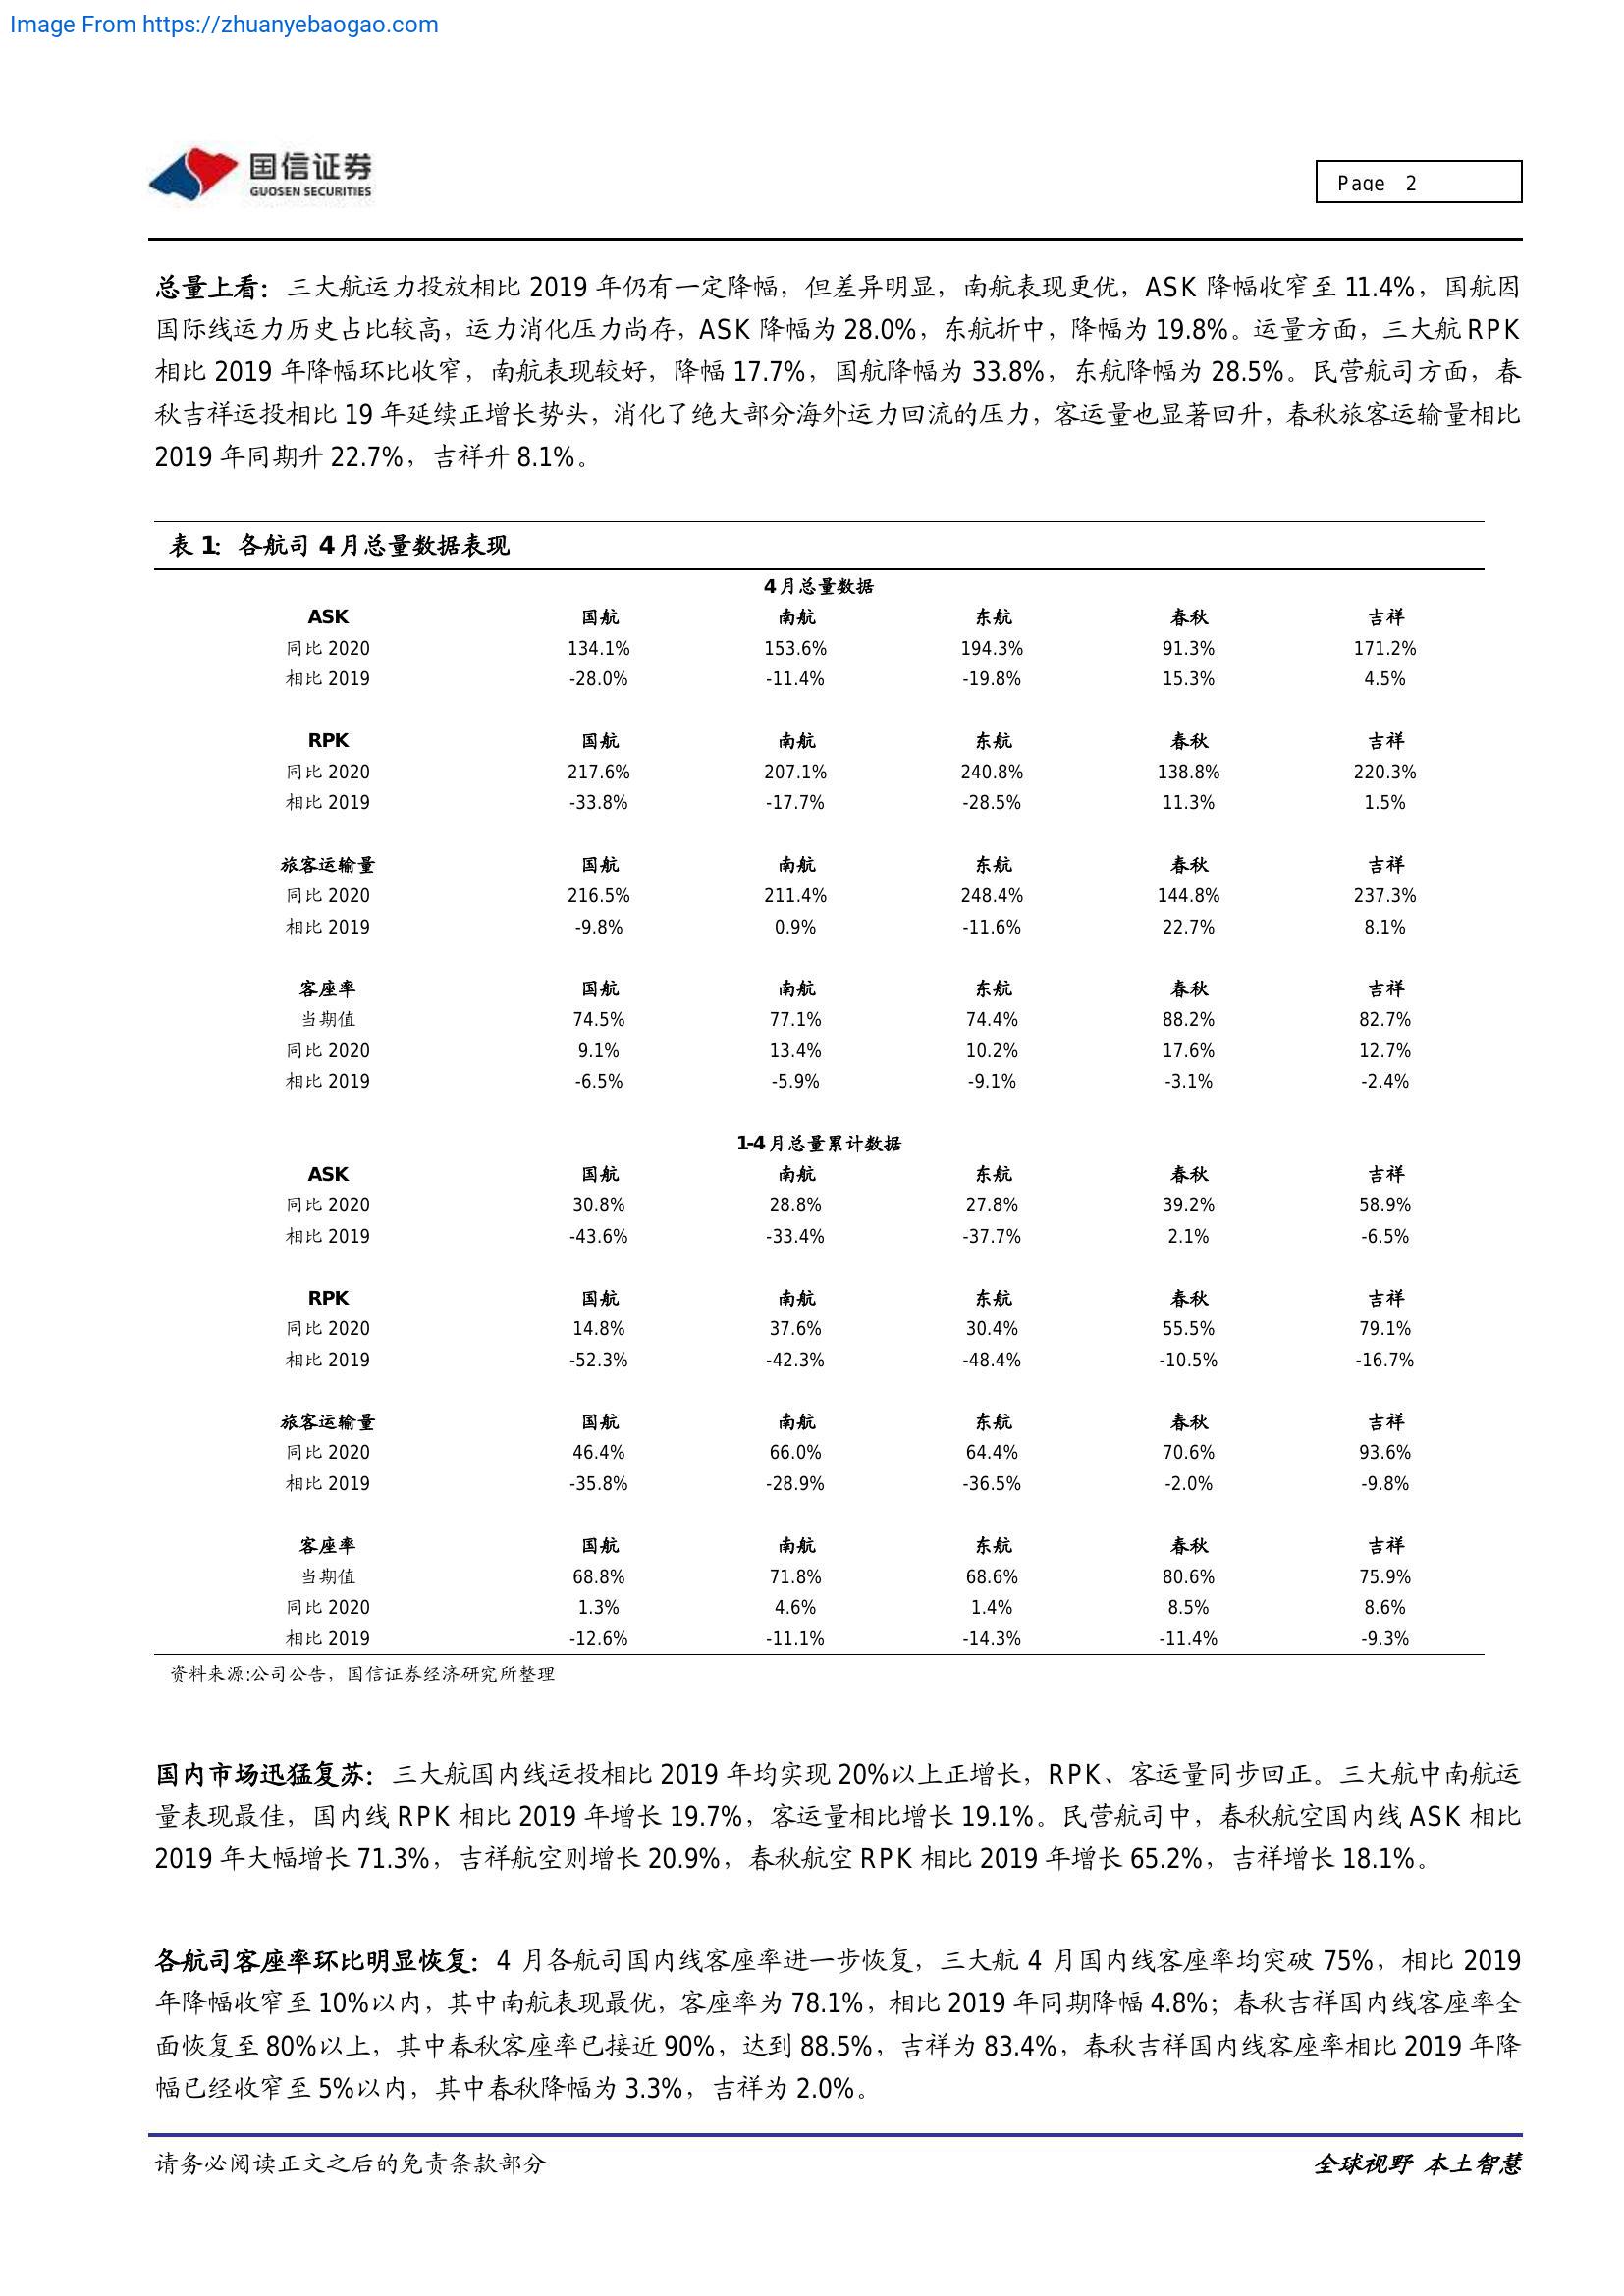 Image From https://zhuanyebaogao.com
国信证券
GUOSEN SECURITIES
Page 2
总量上看：三大航运力投放相比 2019 年仍有一定降幅，但差异明显，南航表现更优，ASK 降幅收窄至 11.4%，国航因
国际线运力历史占比较高，运力消化压力尚存，ASK 降幅为 28.0%，东航折中，降幅为 19.8%。运量方面，三大航 RPK
相比 2019 年降幅环比收窄，南航表现较好，降幅 17.7%，国航降幅为 33.8%，东航降幅为 28.5%。民营航司方面，春
秋吉祥运投相比 19 年延续正增长势头，消化了绝大部分海外运力回流的压力，客运量也显著回升，春秋旅客运输量相比
2019 年同期升 22.7%，吉祥升 8.1%。
表 1：各航司 4 月总量数据表现
4 月总量数据
ASK 国航 南航 东航 春秋 吉祥
同比 2020 134.1% 153.6% 194.3% 91.3% 171.2%
相比 2019 -28.0% -11.4% -19.8% 15.3% 4.5%
RPK 国航 南航 东航 春秋 吉祥
同比 2020 217.6% 207.1% 240.8% 138.8% 220.3%
相比 2019 -33.8% -17.7% -28.5% 11.3% 1.5%
旅客运输量 国航 南航 东航 春秋 吉祥
同比 2020 216.5% 211.4% 248.4% 144.8% 237.3%
相比 2019 -9.8% 0.9% -11.6% 22.7% 8.1%
客座率 国航 南航 东航 春秋 吉祥
当期值 74.5% 77.1% 74.4% 88.2% 82.7%
同比 2020 9.1% 13.4% 10.2% 17.6% 12.7%
相比 2019 -6.5% -5.9% -9.1% -3.1% -2.4%
1-4 月总量累计数据
ASK 国航 南航 东航 春秋 吉祥
同比 2020 30.8% 28.8% 27.8% 39.2% 58.9%
相比 2019 -43.6% -33.4% -37.7% 2.1% -6.5%
RPK 国航 南航 东航 春秋 吉祥
同比 2020 14.8% 37.6% 30.4% 55.5% 79.1%
相比 2019 -52.3% -42.3% -48.4% -10.5% -16.7%
旅客运输量 国航 南航 东航 春秋 吉祥
同比 2020 46.4% 66.0% 64.4% 70.6% 93.6%
相比 2019 -35.8% -28.9% -36.5% -2.0% -9.8%
客座率 国航 南航 东航 春秋 吉祥
当期值 68.8% 71.8% 68.6% 80.6% 75.9%
同比 2020 1.3% 4.6% 1.4% 8.5% 8.6%
相比 2019 -12.6% -11.1% -14.3% -11.4% -9.3%
资料来源:公司公告，国信证券经济研究所整理
国内市场迅猛复苏：三大航国内线运投相比 2019 年均实现 20%以上正增长，RPK、客运量同步回正。三大航中南航运
量表现最佳，国内线 RPK 相比 2019 年增长 19.7%，客运量相比增长 19.1%。民营航司中，春秋航空国内线 ASK 相比
2019 年大幅增长 71.3%，吉祥航空则增长 20.9%，春秋航空 RPK 相比 2019 年增长 65.2%，吉祥增长 18.1%。
各航司客座率环比明显恢复：4 月各航司国内线客座率进一步恢复，三大航 4 月国内线客座率均突破 75%，相比 2019
年降幅收窄至 10%以内，其中南航表现最优，客座率为 78.1%，相比 2019 年同期降幅 4.8%；春秋吉祥国内线客座率全
面恢复至 80%以上，其中春秋客座率已接近 90%，达到 88.5%，吉祥为 83.4%，春秋吉祥国内线客座率相比 2019 年降
幅已经收窄至 5%以内，其中春秋降幅为 3.3%，吉祥为 2.0%。
请务必阅读正文之后的免责条款部分
全球视野 本土智慧